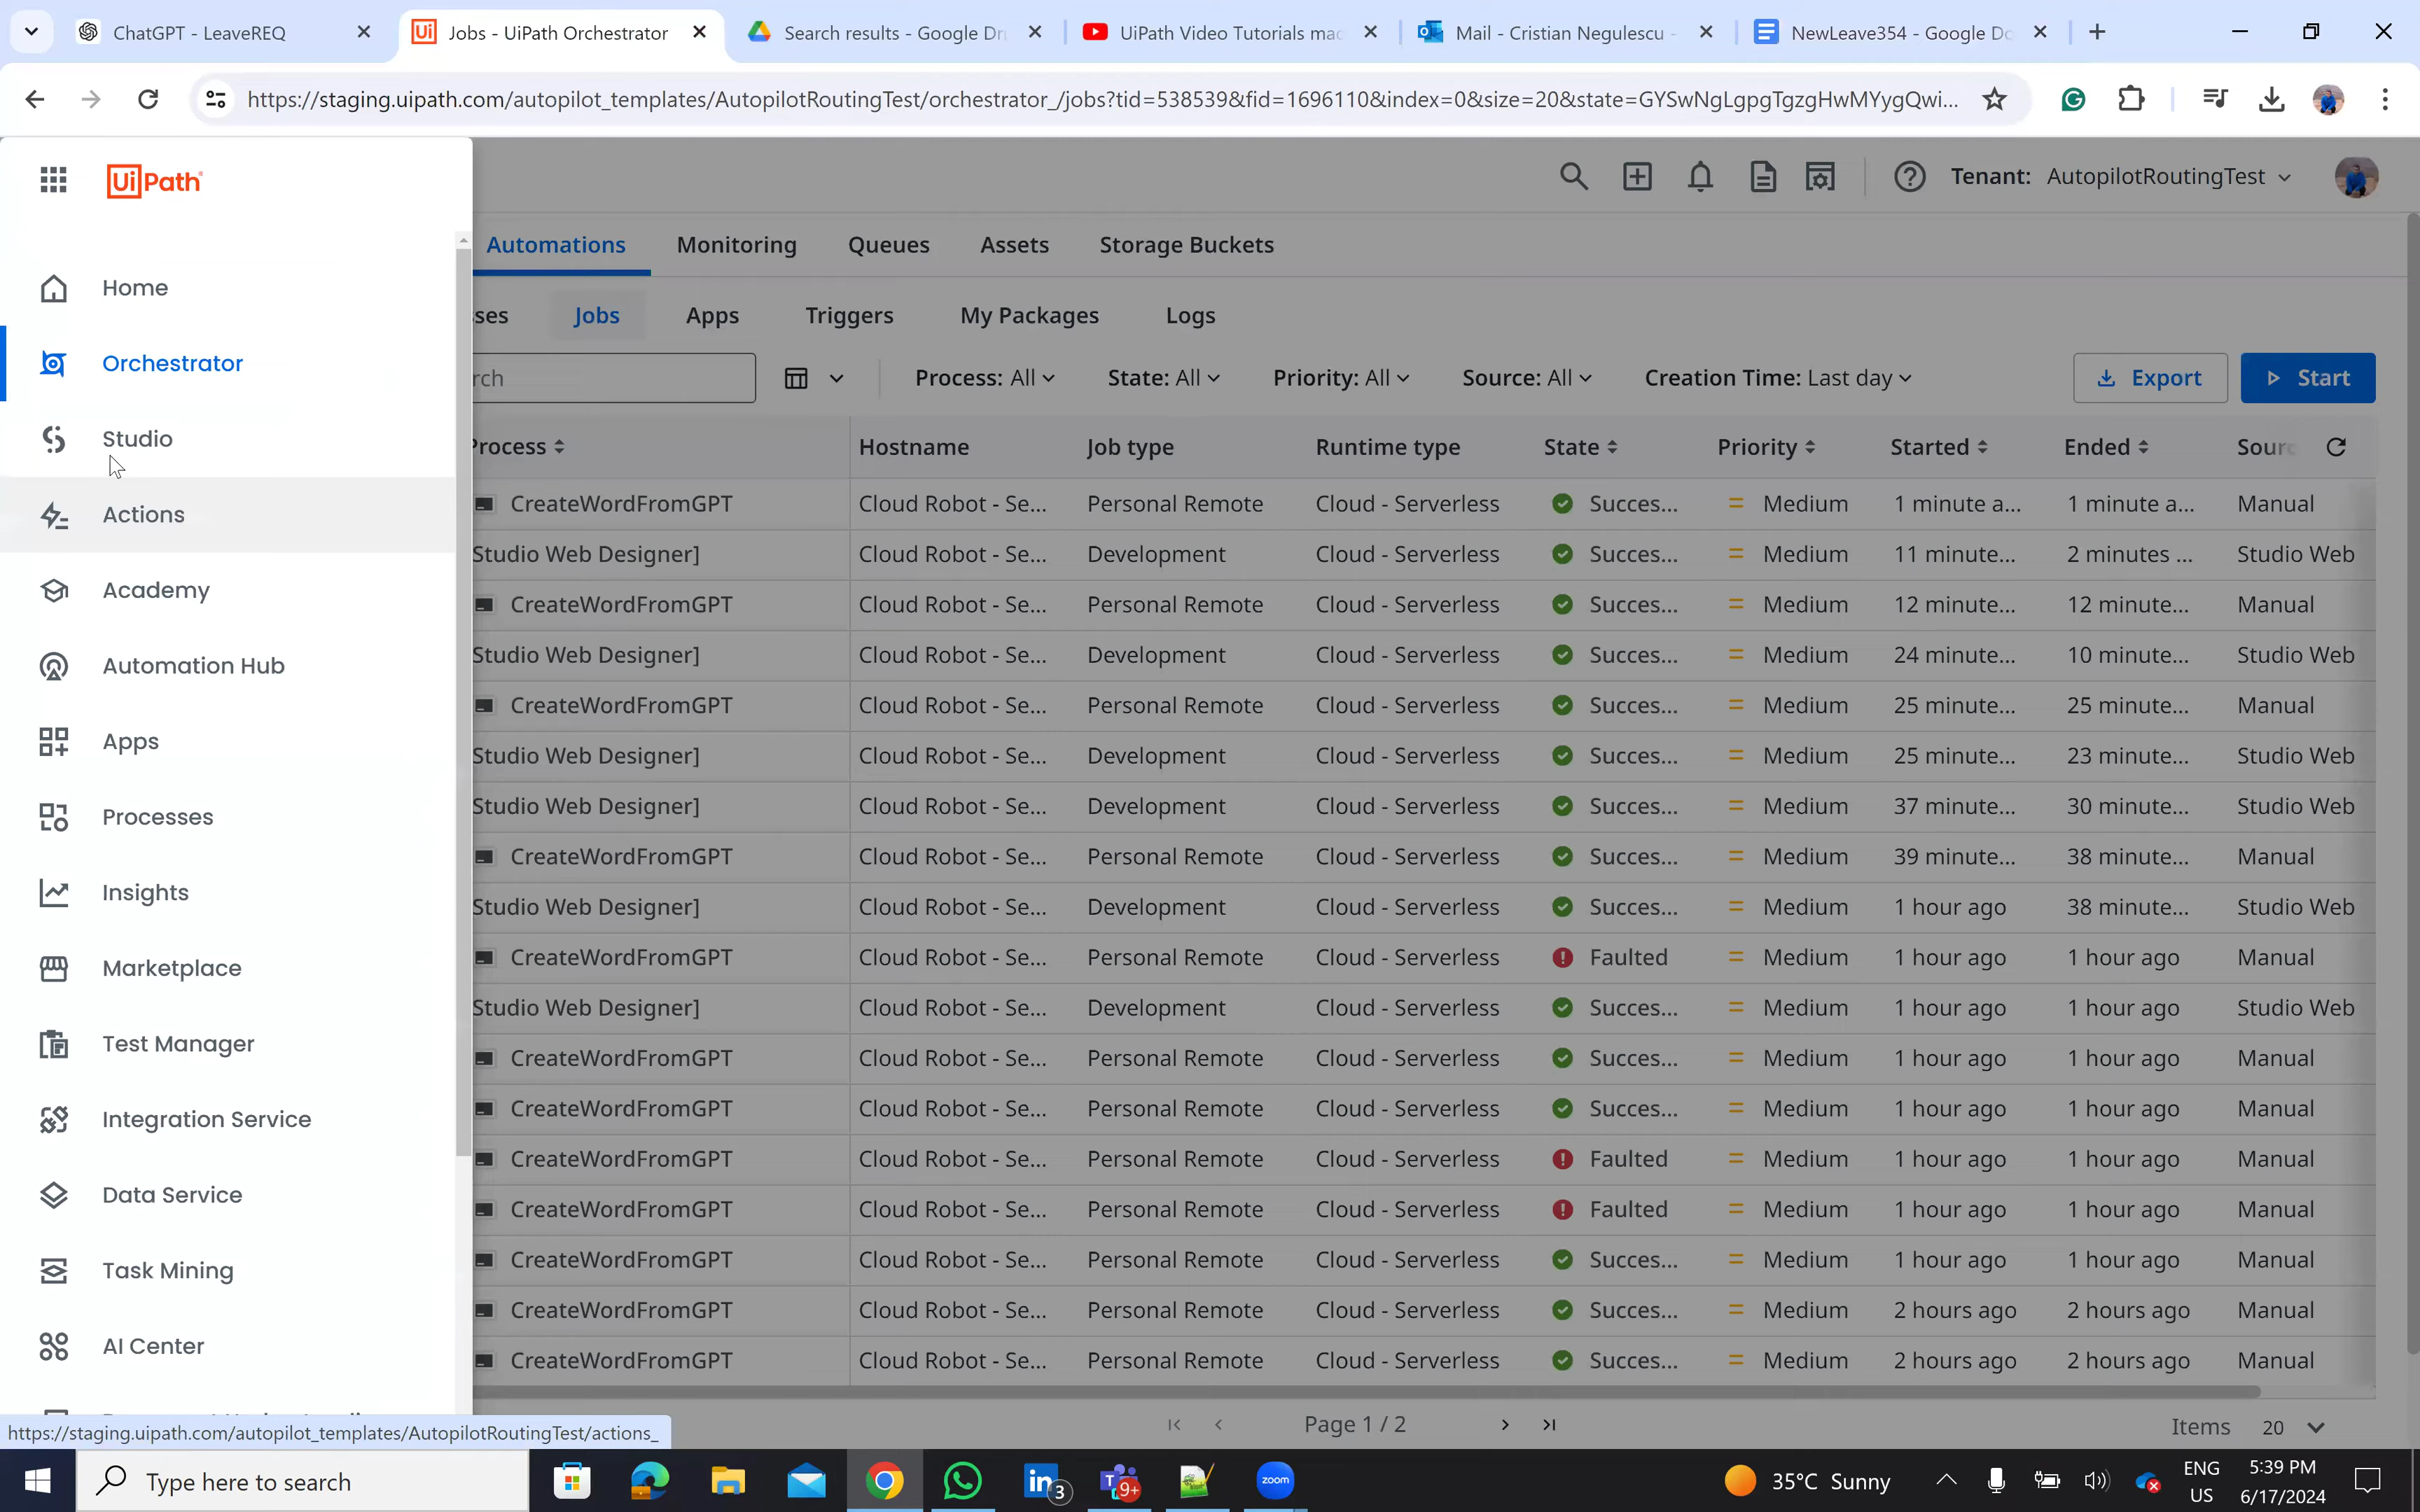 ChatGPT - LeaveREQ
Jobs - UiPath Orchestrator
Search results - Google Dri
UiPath Video Tutorials mad
Mail - Cristian Negulescu -
NewLeave354 - Google Do
https://staging.uipath.com/autopilot_templates/AutopilotRoutingTest/orchestrator_/jobs?tid=538539&fid=1696110&index=0&size=20&state=GYSwNgLgpgTgzgHwMYygQwi...
UiPath
Tenant: AutopilotRoutingTest
Home
Orchestrator
Studio
Actions
Academy
Automation Hub
Apps
Processes
Insights
Marketplace
Test Manager
Integration Service
Data Service
Task Mining
AI Center
Automations Monitoring Queues Assets Storage Buckets
sses Jobs Apps Triggers My Packages Logs
rch Process: All State: All Priority: All Source: All Creation Time: Last day Export Start
Process Hostname Job type Runtime type State Priority Started Ended Sourc
CreateWordFromGPT Cloud Robot - Se... Personal Remote Cloud - Serverless Succes... Medium 1 minute a... 1 minute a... Manual
Studio Web Designer] Cloud Robot - Se... Development Cloud - Serverless Succes... Medium 11 minute... 2 minutes ... Studio Web
CreateWordFromGPT Cloud Robot - Se... Personal Remote Cloud - Serverless Succes... Medium 12 minute... 12 minute... Manual
Studio Web Designer] Cloud Robot - Se... Development Cloud - Serverless Succes... Medium 24 minute... 10 minute... Studio Web
CreateWordFromGPT Cloud Robot - Se... Personal Remote Cloud - Serverless Succes... Medium 25 minute... 25 minute... Manual
Studio Web Designer] Cloud Robot - Se... Development Cloud - Serverless Succes... Medium 25 minute... 23 minute... Studio Web
Studio Web Designer] Cloud Robot - Se... Development Cloud - Serverless Succes... Medium 37 minute... 30 minute... Studio Web
CreateWordFromGPT Cloud Robot - Se... Personal Remote Cloud - Serverless Succes... Medium 39 minute... 38 minute... Manual
Studio Web Designer] Cloud Robot - Se... Development Cloud - Serverless Succes... Medium 1 hour ago 38 minute... Studio Web
CreateWordFromGPT Cloud Robot - Se... Personal Remote Cloud - Serverless Faulted Medium 1 hour ago 1 hour ago Manual
Studio Web Designer] Cloud Robot - Se... Development Cloud - Serverless Succes... Medium 1 hour ago 1 hour ago Studio Web
CreateWordFromGPT Cloud Robot - Se... Personal Remote Cloud - Serverless Succes... Medium 1 hour ago 1 hour ago Manual
CreateWordFromGPT Cloud Robot - Se... Personal Remote Cloud - Serverless Succes... Medium 1 hour ago 1 hour ago Manual
CreateWordFromGPT Cloud Robot - Se... Personal Remote Cloud - Serverless Faulted Medium 1 hour ago 1 hour ago Manual
CreateWordFromGPT Cloud Robot - Se... Personal Remote Cloud - Serverless Faulted Medium 1 hour ago 1 hour ago Manual
CreateWordFromGPT Cloud Robot - Se... Personal Remote Cloud - Serverless Succes... Medium 1 hour ago 1 hour ago Manual
CreateWordFromGPT Cloud Robot - Se... Personal Remote Cloud - Serverless Succes... Medium 2 hours ago 2 hours ago Manual
CreateWordFromGPT Cloud Robot - Se... Personal Remote Cloud - Serverless Succes... Medium 2 hours ago 2 hours ago Manual
Page 1 / 2
Items 20
https://staging.uipath.com/autopilot_templates/AutopilotRoutingTest/actions_
Type here to search
3
9+
zoom
35°C Sunny
ENG
US
5:39 PM
6/17/2024